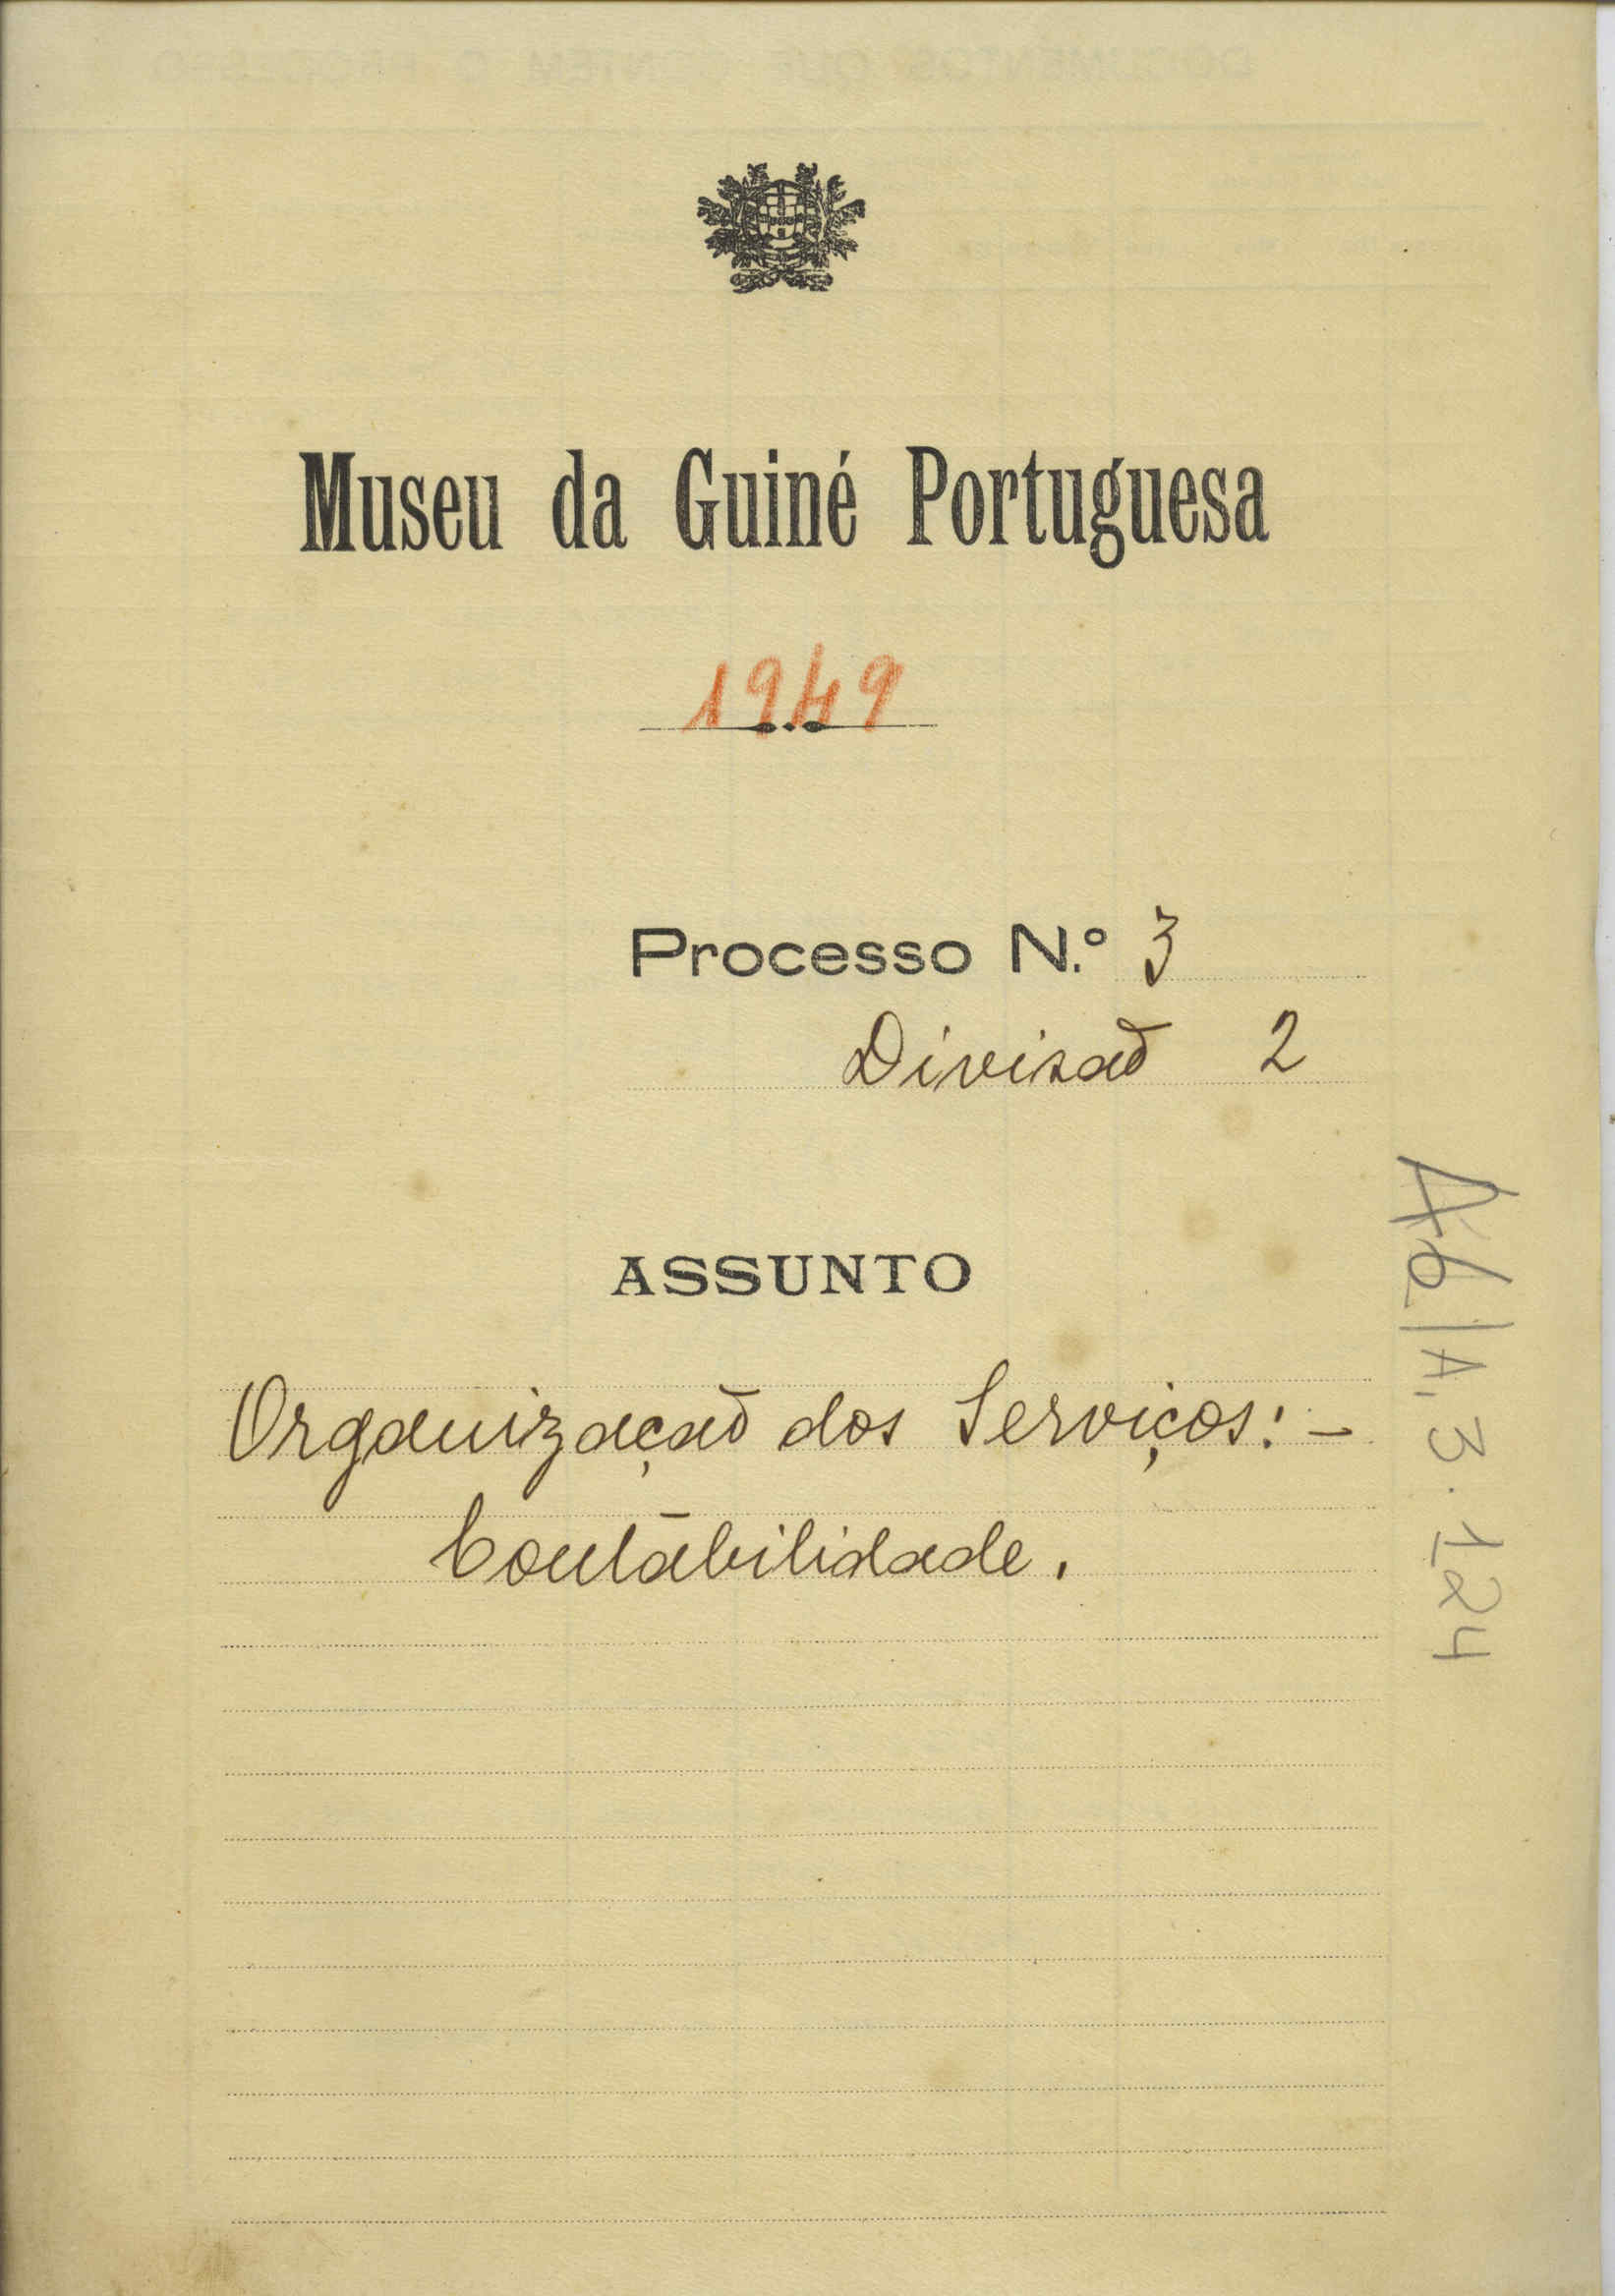 Museu da Guiné Portuguesa
1949
Processo N.º 3
Divisão 2
ASSUNTO
Organização dos Serviços: -
Contabilidade.
A6/A.3.124